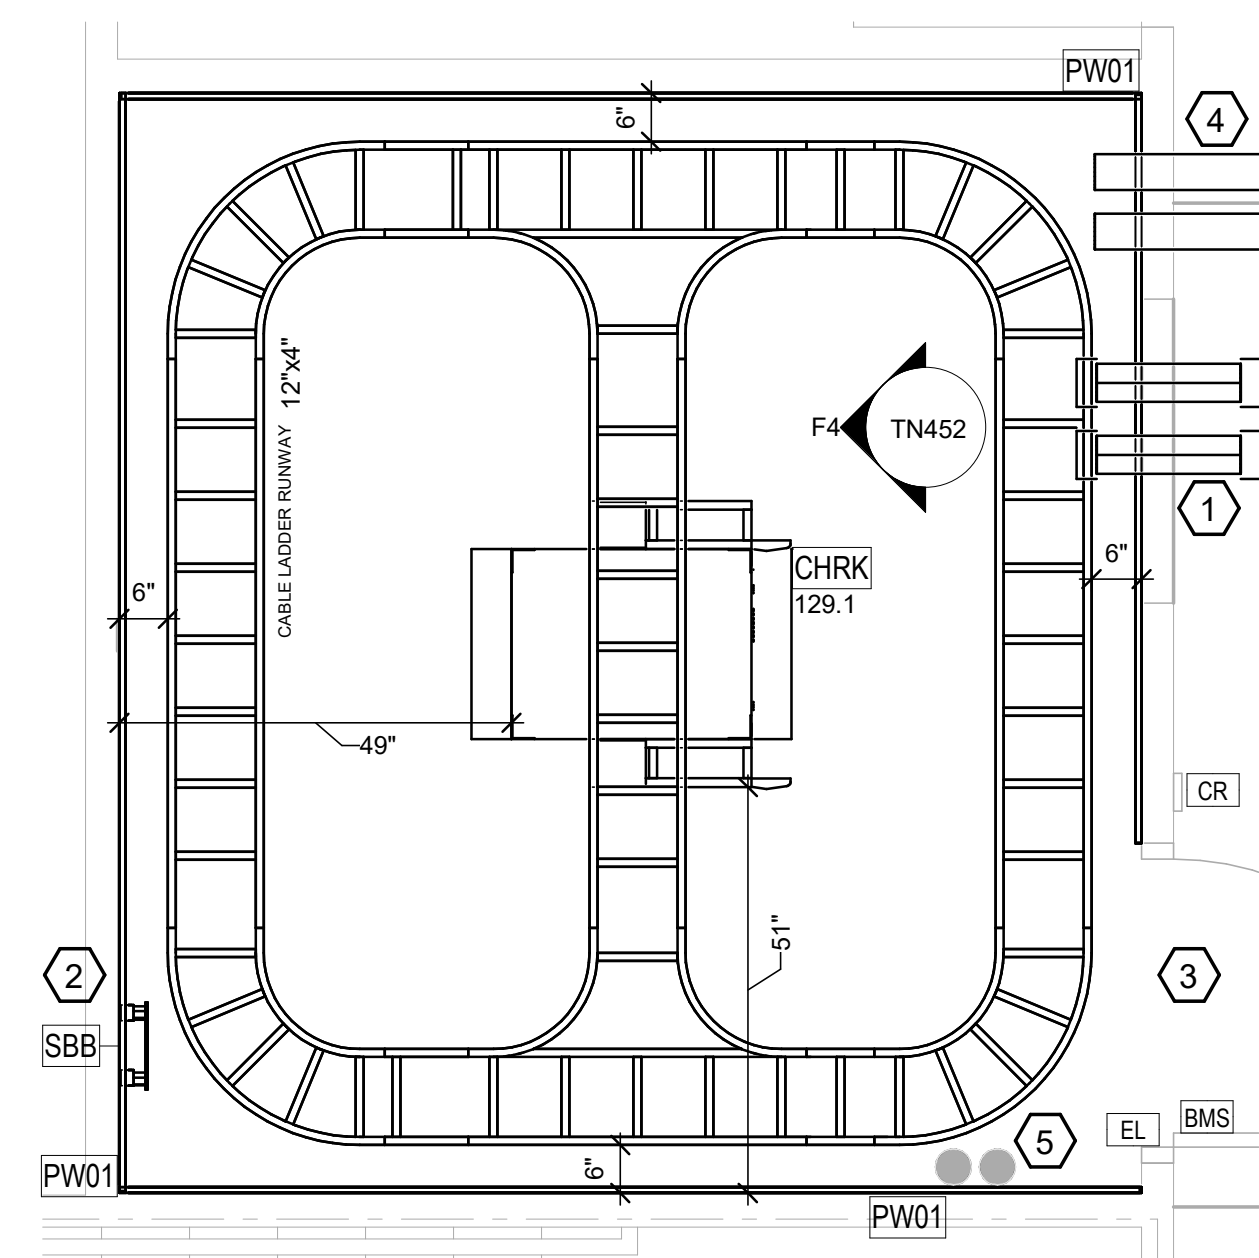 PW01
4
6"
CABLE LADDER RUNWAY 12"x4"
F4
TN452
1
6"
CHRK
129.1
6"
49"
CR
51"
2
3
SBB
BMS
EL
5
PW01
6"
PW01